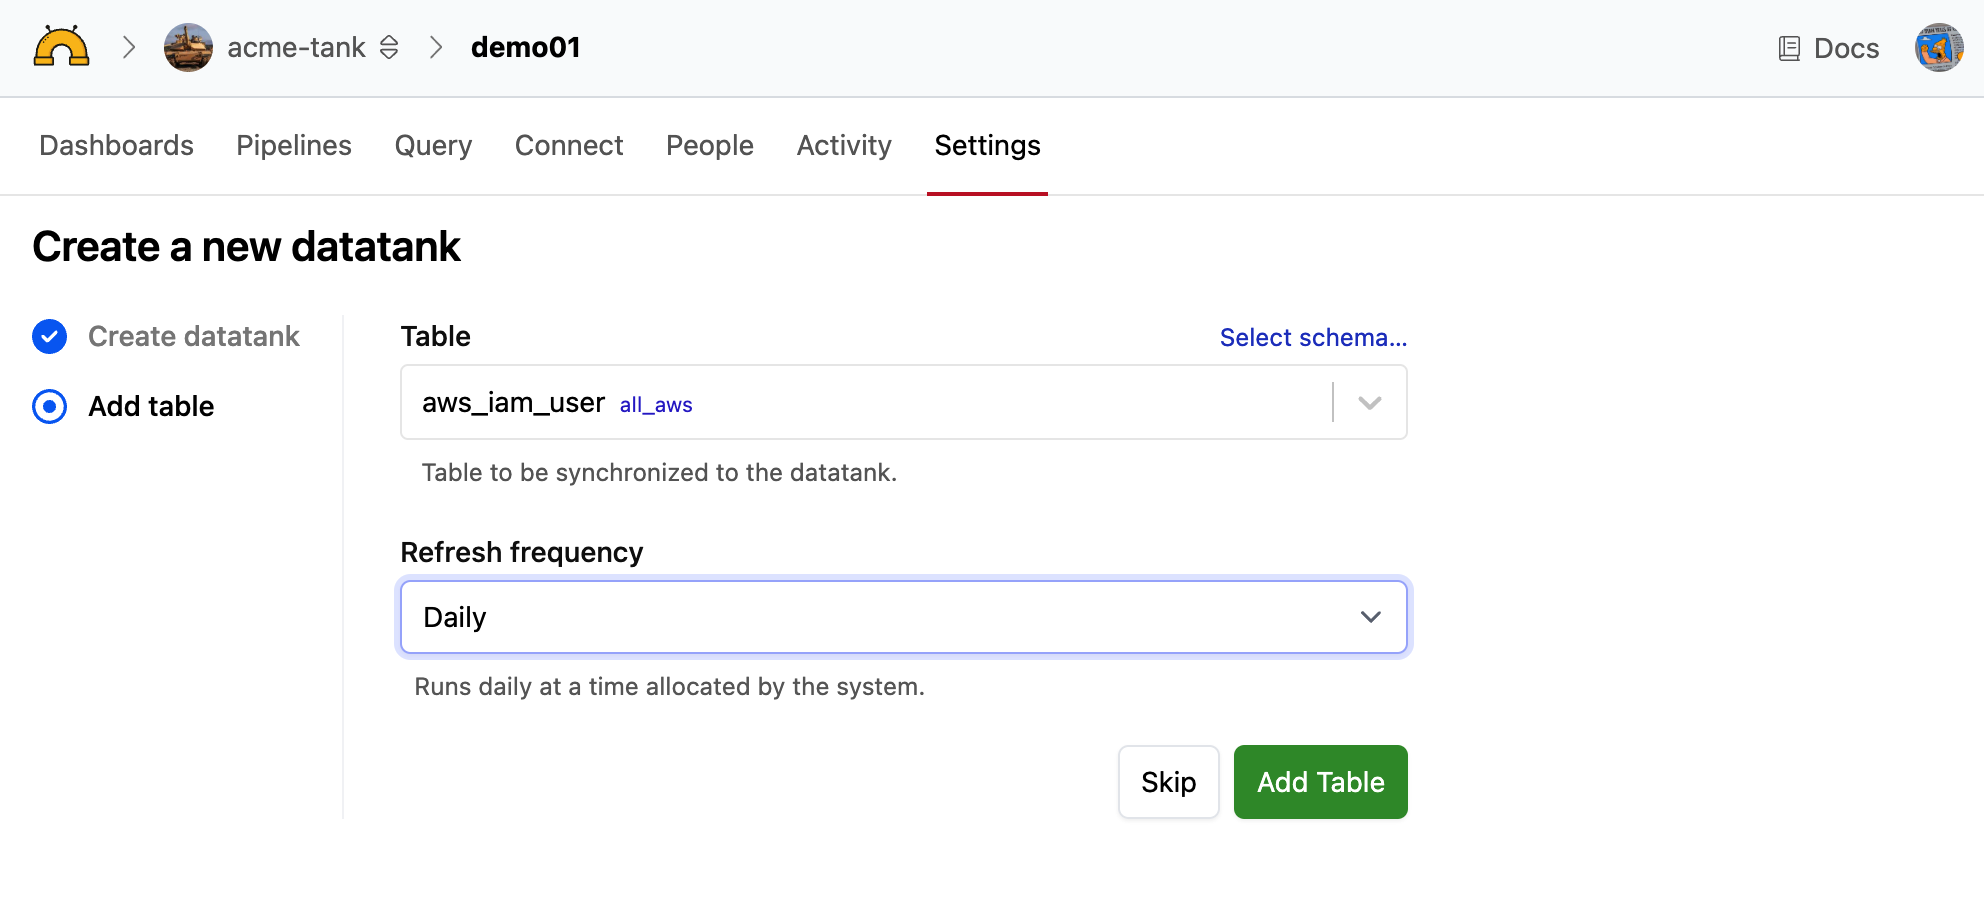 acme-tank demo01 Docs
Dashboards Pipelines Query Connect People Activity Settings
Create a new datatank
Create datatank
Add table
Table Select schema...
aws_iam_user all_aws
Table to be synchronized to the datatank.
Refresh frequency
Daily
Runs daily at a time allocated by the system.
Skip Add Table